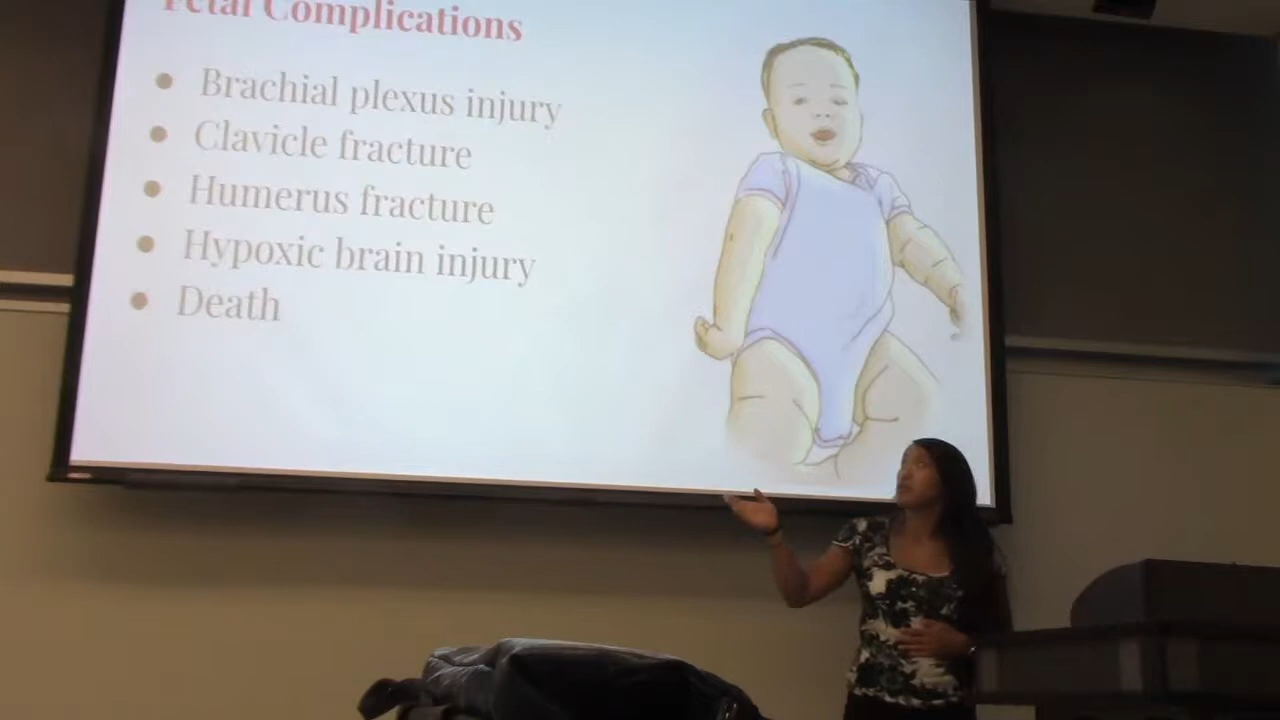 Fetal Complications
Brachial plexus injury
Clavicle fracture
Humerus fracture
Hypoxic brain injury
Death